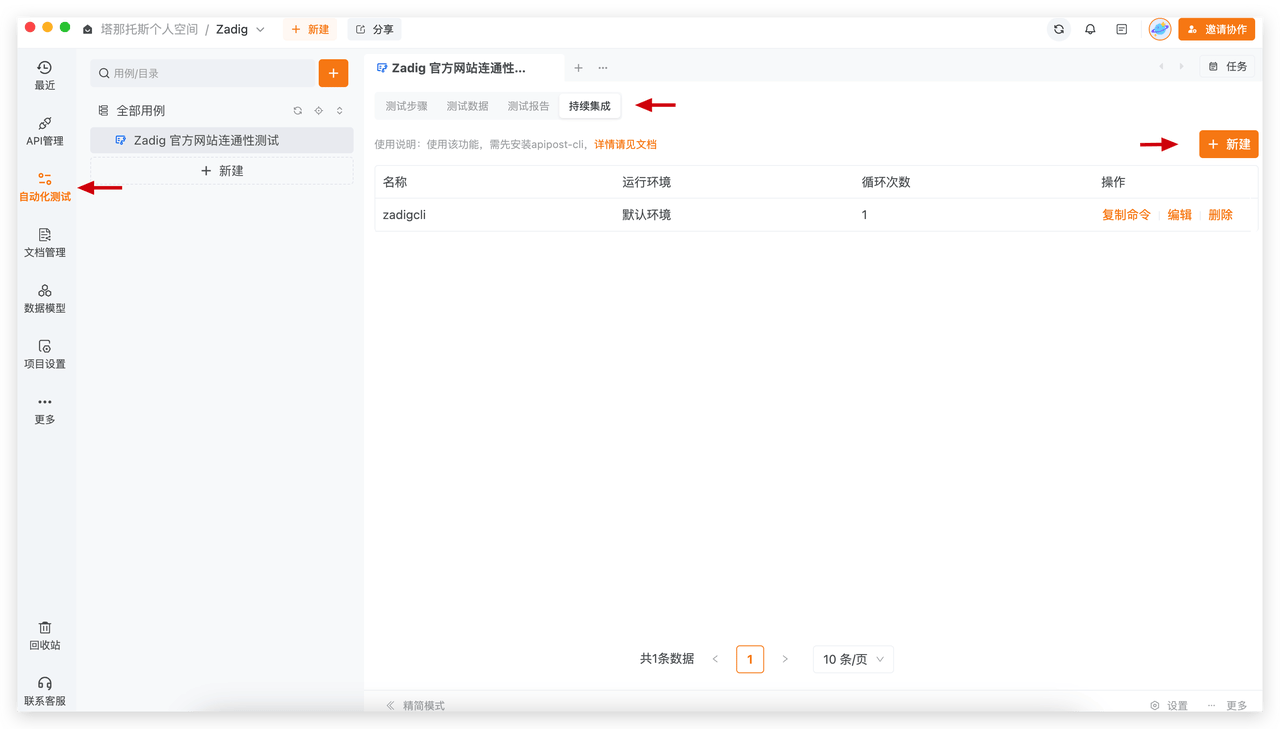 塔那托斯个人空间 / Zadig
新建
分享
邀请协作
最近
API管理
自动化测试
文档管理
数据模型
项目设置
更多
回收站
联系客服
用例/目录
全部用例
Zadig 官方网站连通性测试
新建
Zadig 官方网站连通性...
任务
测试步骤 测试数据 测试报告 持续集成
使用说明：使用该功能，需先安装apipost-cli，详情请见文档
新建
名称 运行环境 循环次数 操作
zadigcli 默认环境 1 复制命令 编辑 删除
共1条数据 1 10 条/页
精简模式
设置
更多